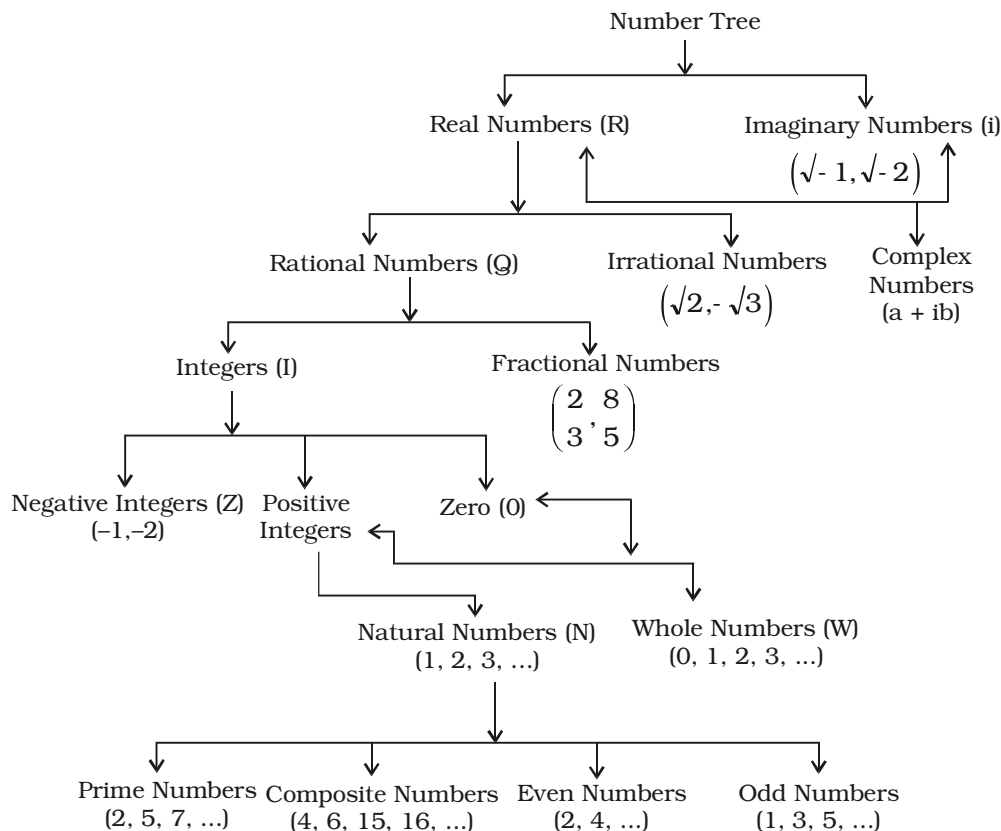 Number Tree
Real Numbers (R)
Imaginary Numbers (i)
(√- 1, √- 2)
Rational Numbers (Q)
Irrational Numbers
(√2, - √3)
Complex
Numbers
(a + ib)
Integers (I)
Fractional Numbers
(2 8
,
3 5)
Negative Integers (Z)
(–1,–2)
Positive
Integers
Zero (0)
Natural Numbers (N)
(1, 2, 3, ...)
Whole Numbers (W)
(0, 1, 2, 3, ...)
Prime Numbers
(2, 5, 7, ...)
Composite Numbers
(4, 6, 15, 16, ...)
Even Numbers
(2, 4, ...)
Odd Numbers
(1, 3, 5, ...)